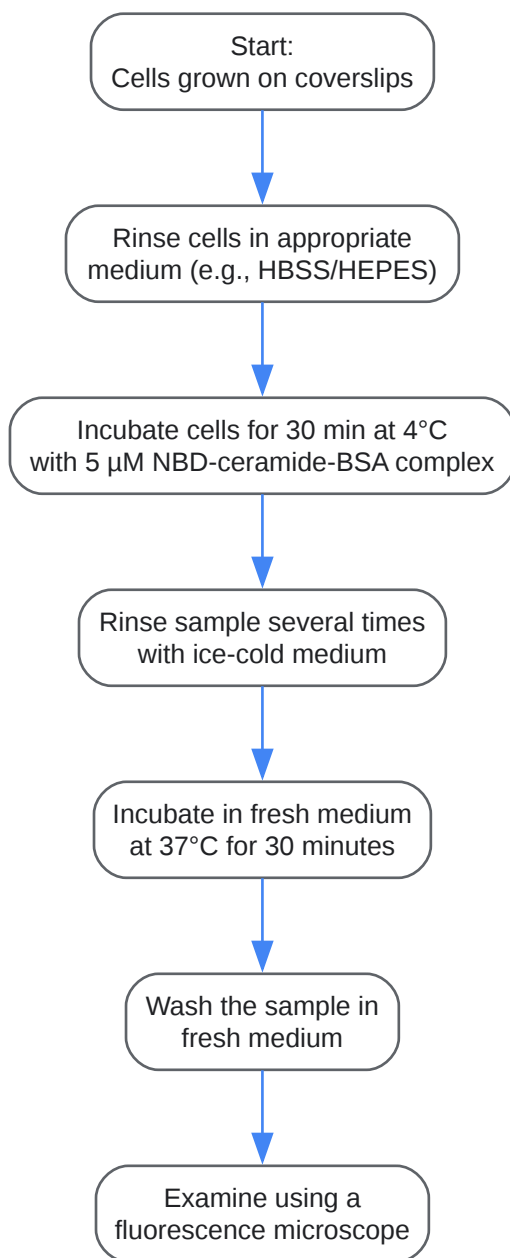 Start:
Cells grown on coverslips
Rinse cells in appropriate
medium (e.g., HBSS/HEPES)
Incubate cells for 30 min at 4°C
with 5 µM NBD-ceramide-BSA complex
Rinse sample several times
with ice-cold medium
Incubate in fresh medium
at 37°C for 30 minutes
Wash the sample in
fresh medium
Examine using a
fluorescence microscope